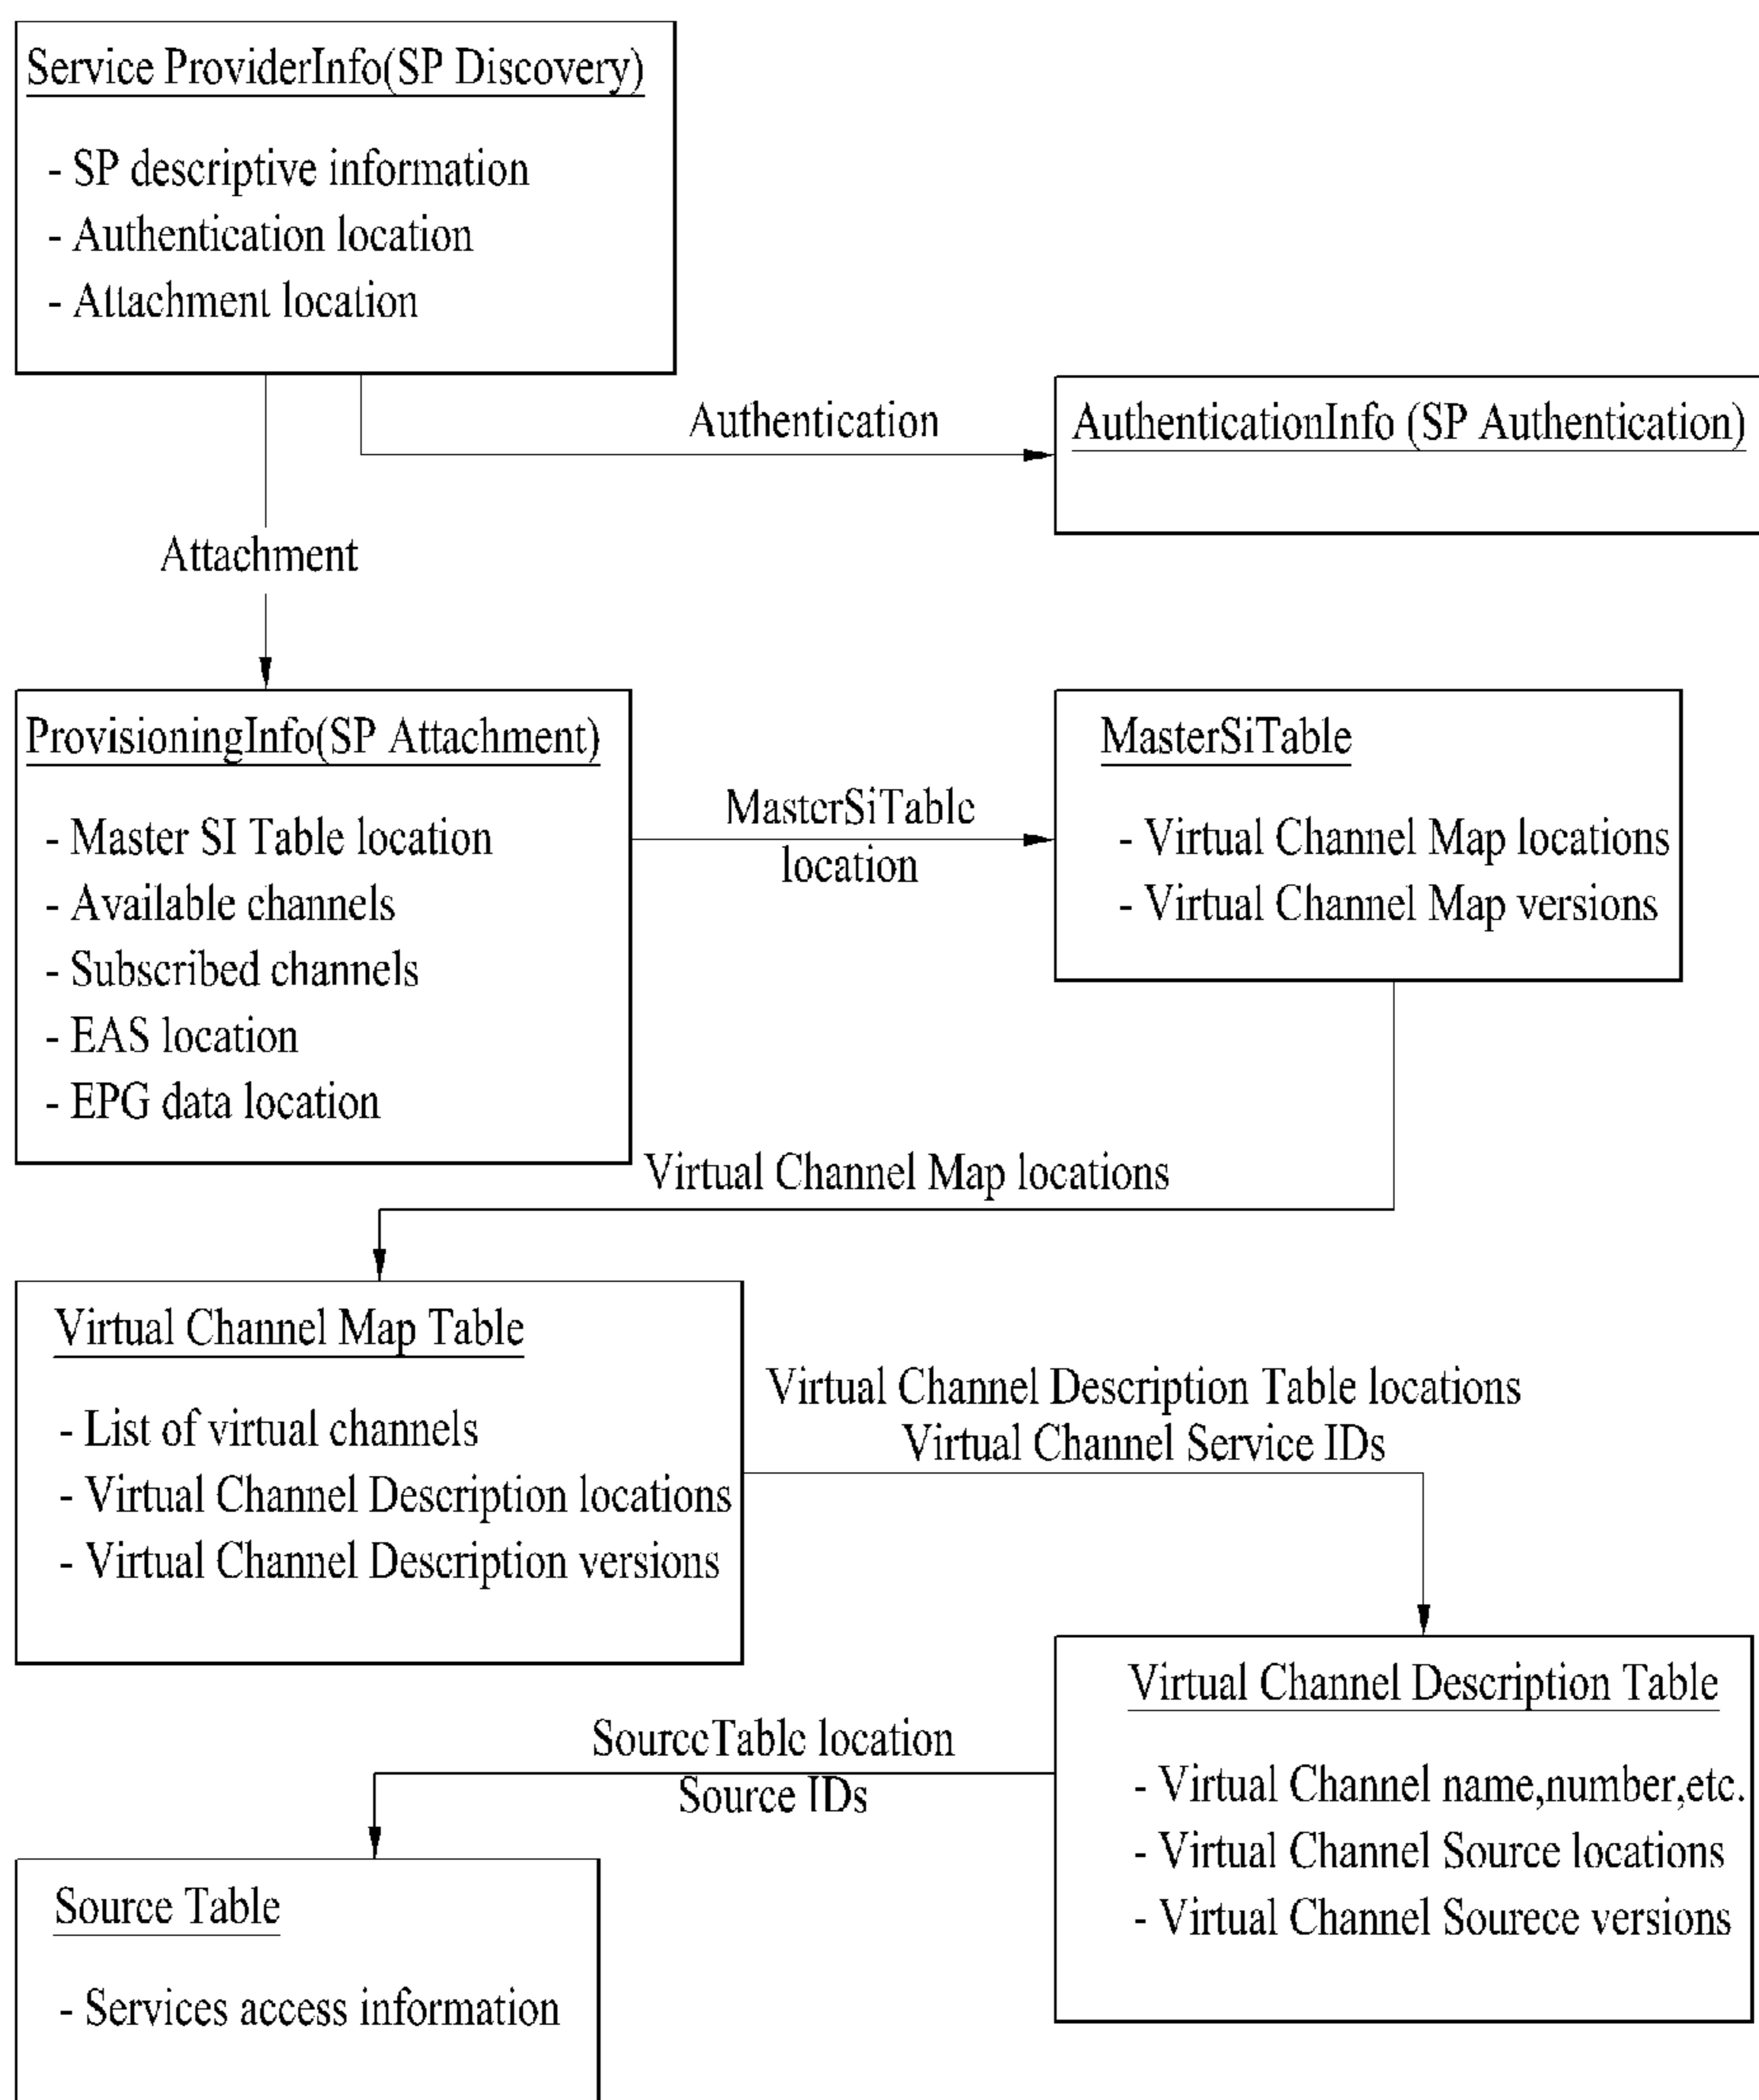 Service ProviderInfo(SP Discovery)
- SP descriptive information
- Authentication location
- Attachment location
Authentication
AuthenticationInfo (SP Authentication)
Attachment
ProvisioningInfo(SP Attachment)
- Master SI Table location
- Available channels
- Subscribed channels
- EAS location
- EPG data location
MasterSiTable
location
MasterSiTable
- Virtual Channel Map locations
- Virtual Channel Map versions
Virtual Channel Map locations
Virtual Channel Map Table
- List of virtual channels
- Virtual Channel Description locations
- Virtual Channel Description versions
Virtual Channel Description Table locations
Virtual Channel Service IDs
Virtual Channel Description Table
- Virtual Channel name,number,etc.
- Virtual Channel Source locations
- Virtual Channel Sourece versions
SourceTable location
Source IDs
Source Table
- Services access information